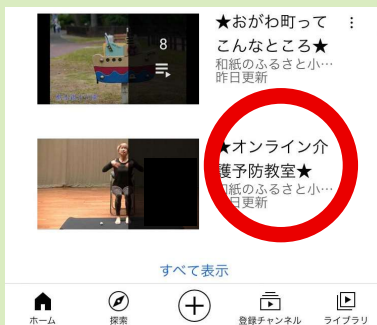 ★おがわ町って
こんなところ★
和紙のふるさと小…
昨日更新
8
★オンライン介
護予防教室★
和紙のふるさと小…
昨日更新
すべて表示
ホーム
探索
登録チャンネル
ライブラリ